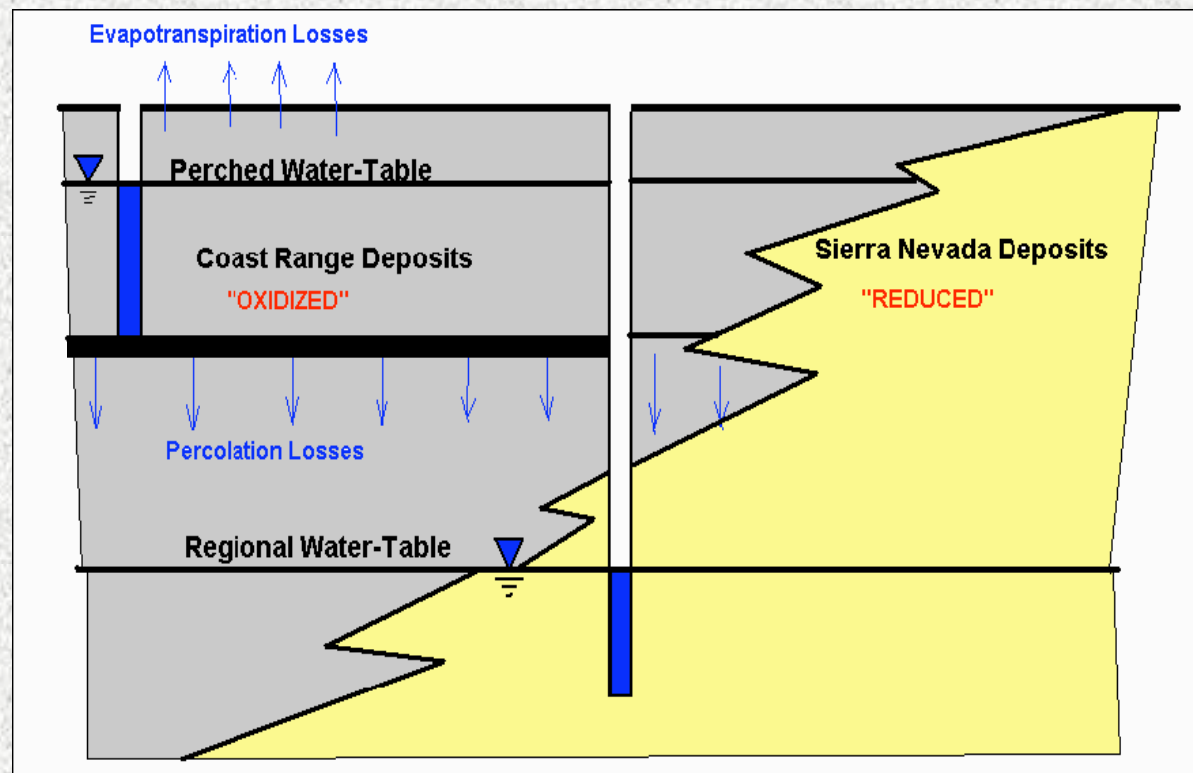 Evapotranspiration Losses
Perched Water-Table
Coast Range Deposits
"OXIDIZED"
Sierra Nevada Deposits
"REDUCED"
Percolation Losses
Regional Water-Table